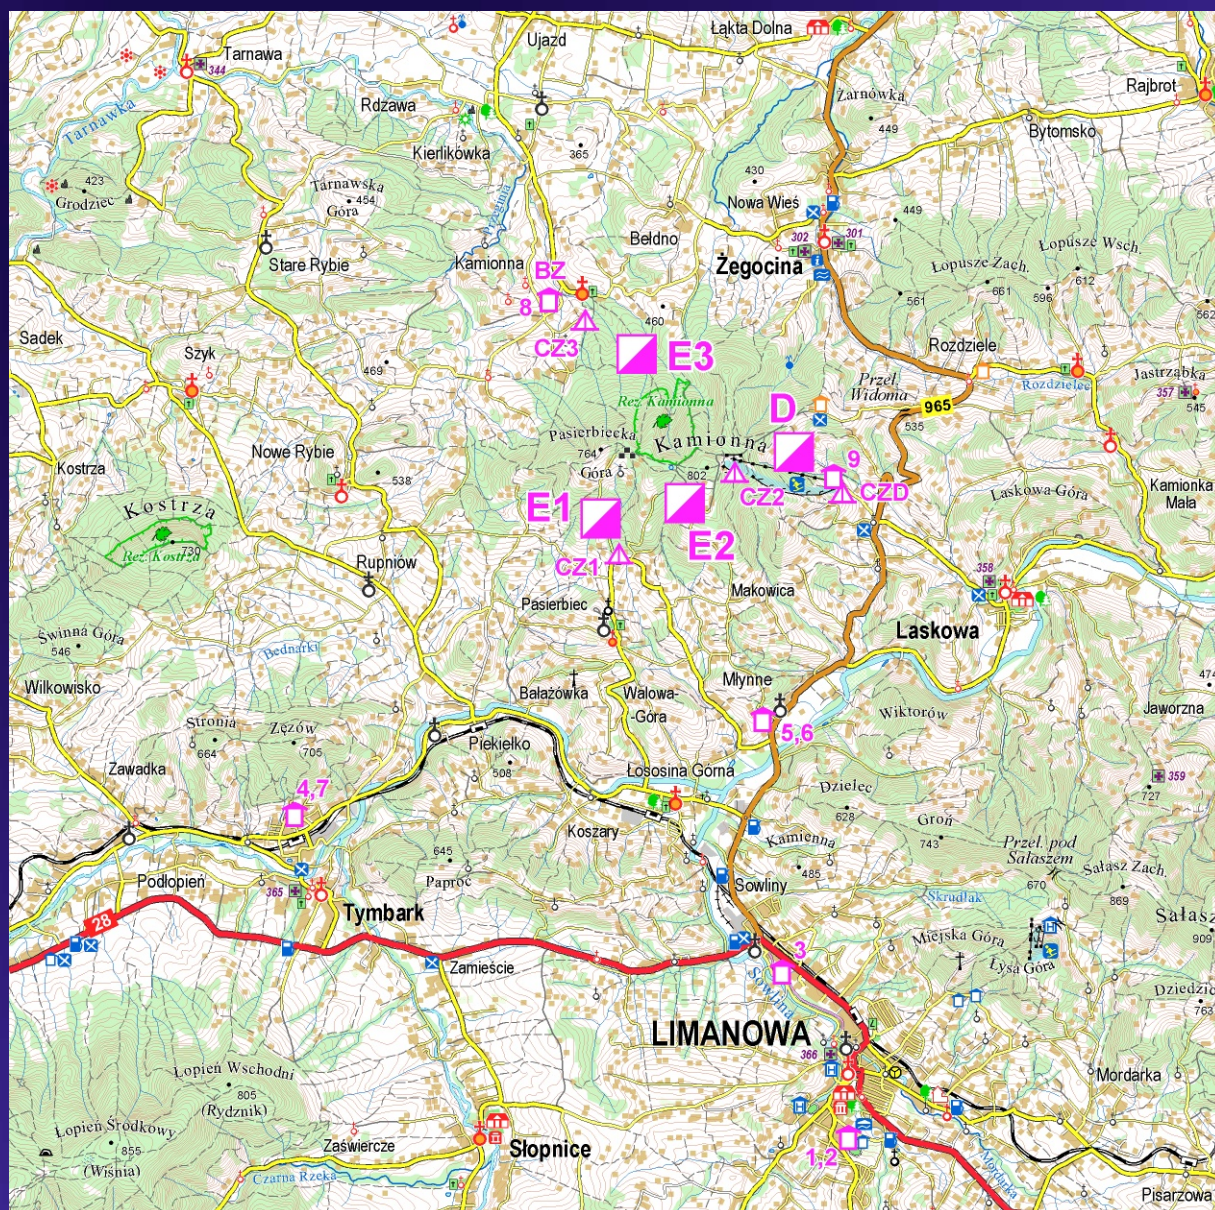 Tarnawa
344
Ujazd
Łąkta Dolna
Rajbrot
Tarnawka
Rdzawa
Żarnówka
449
Bytomsko
Kierlikówka
365
430
423
Grodziec
Tarnawska
454
Góra
Przeginia
Nowa Wieś
449
Beldno
302
301
Łopusze Wsch.
Stare Rybie
Kamionna
BZ
Żegocina
Łopusze Zach.
612
661
596
561
8
562
460
Sadek
CZ3
Szyk
469
E3
Rozdziele
Przeł.
Widoma
Rozdzielec
Jastrząbka
357
545
Rez. Kamionna
D
965
535
Nowe Rybie
Pasierbiecka
Kamionna
764
Góra
802
9
Kostrza
538
CZ2
CZD
Laskowa Góra
Kamionka
Mała
Kostrza
E1
E2
730
Rez. Kostrza
Rupniów
CZ1
358
Makowica
Pasierbiec
Laskowa
Świnna Góra
546
Bednarki
Wilkowisko
Bałażówka
Walowa-
-Góra
Młynne
474
Wiktorów
Jaworzna
Stronia
664
Zęzów
705
5,6
Piekiełko
508
Zawadka
4,7
Łososina Górna
359
727
Dzielec
628
Groń
743
Koszary
Kamienna
Przeł. pod
Sałaszem
645
Paproć
485
Sałasz Zach.
Podłopień
365
Sowliny
670
869
Tymbark
Skrudlak
Sałasz
909
28
Miejska Góra
Zamieście
3
Łysa Góra
Sowlina
Dziedzic
763
LIMANOWA
366
Łopień Wschodni
805
(Rydznik)
Mordarka
Łopień Środkowy
855
(Wiśnia)
Zaświercze
Słopnice
1,2
Czarna Rzeka
Mordarka
Pisarzowa